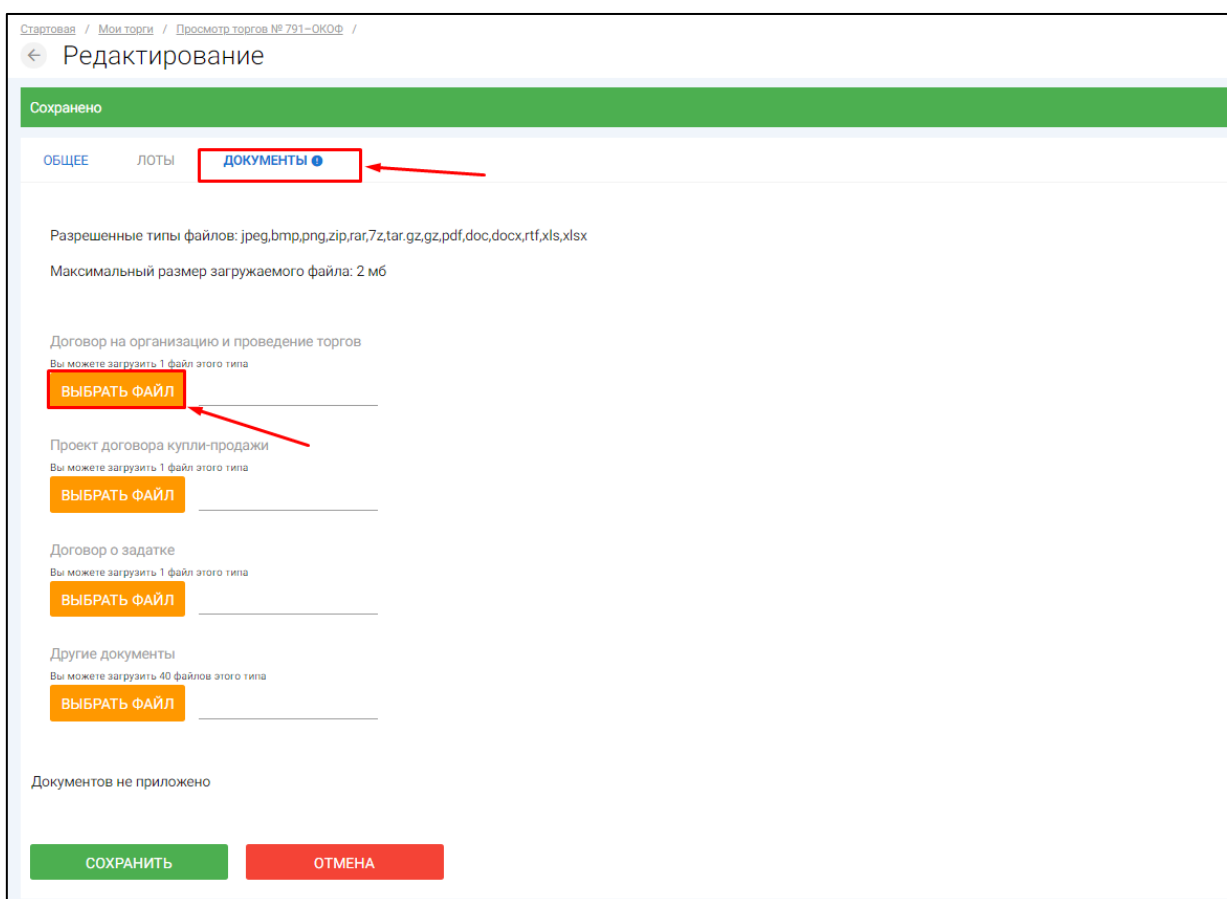 Стартовая / Мои торги / Просмотр торгов № 791–ОКОФ /
Редактирование
Сохранено
ОБЩЕЕ ЛОТЫ ДОКУМЕНТЫ
Разрешенные типы файлов: jpeg,bmp,png,zip,rar,7z,tar.gz,gz,pdf,doc,docx,rtf,xls,xlsx
Максимальный размер загружаемого файла: 2 мб
Договор на организацию и проведение торгов
Вы можете загрузить 1 файл этого типа
ВЫБРАТЬ ФАЙЛ
Проект договора купли-продажи
Вы можете загрузить 1 файл этого типа
ВЫБРАТЬ ФАЙЛ
Договор о задатке
Вы можете загрузить 1 файл этого типа
ВЫБРАТЬ ФАЙЛ
Другие документы
Вы можете загрузить 40 файлов этого типа
ВЫБРАТЬ ФАЙЛ
Документов не приложено
СОХРАНИТЬ ОТМЕНА